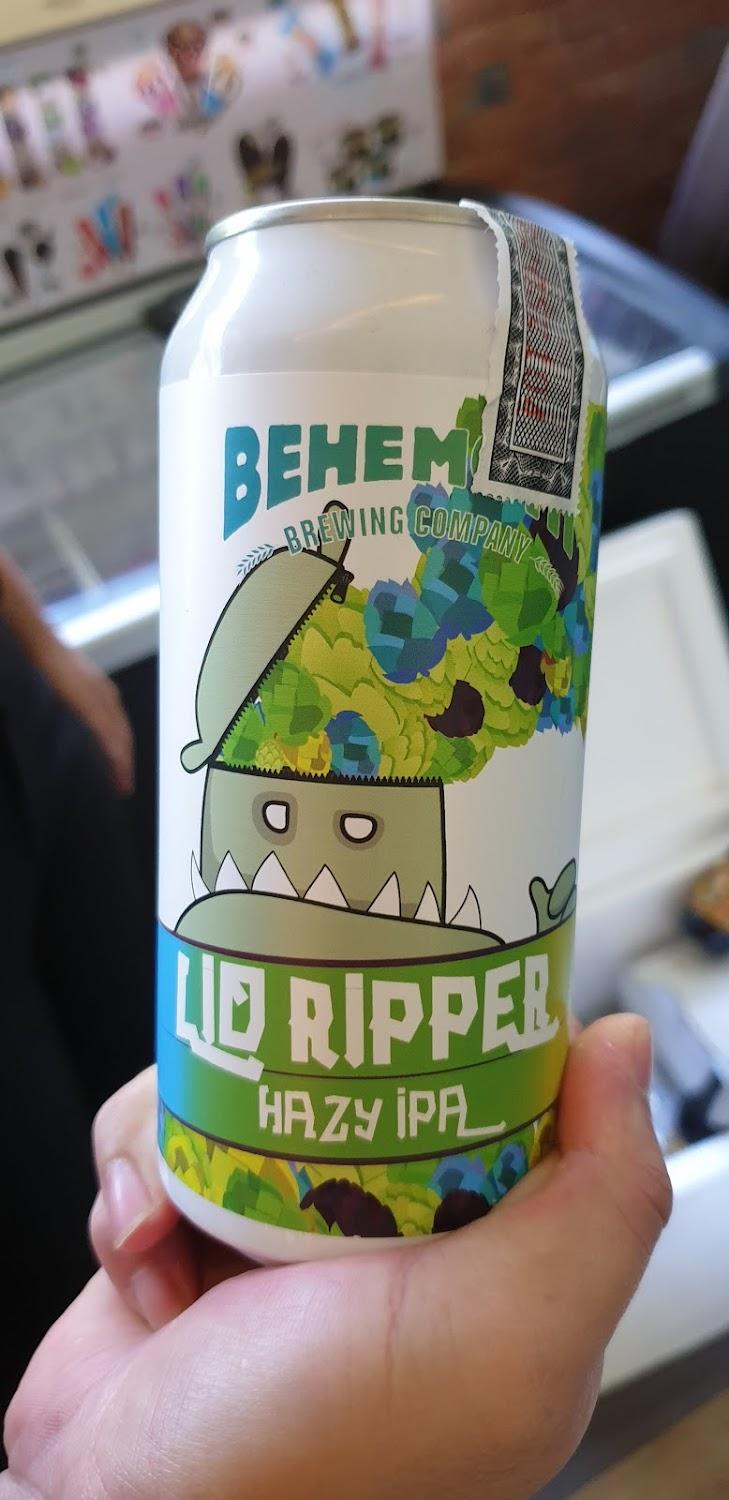 BEHEM
BREWING COMPANY
LID RIPPER
HAZY IPA